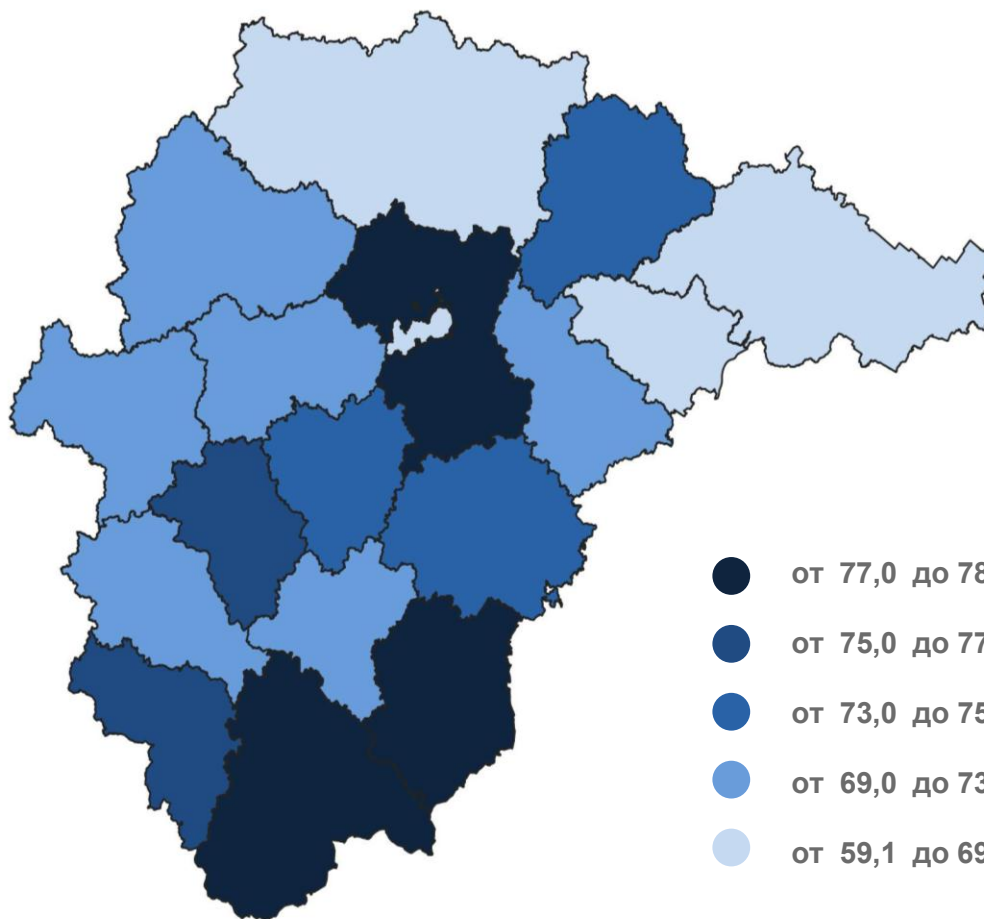 от 77,0 до 78
от 75,0 до 77
от 73,0 до 75
от 69,0 до 73
от 59,1 до 69